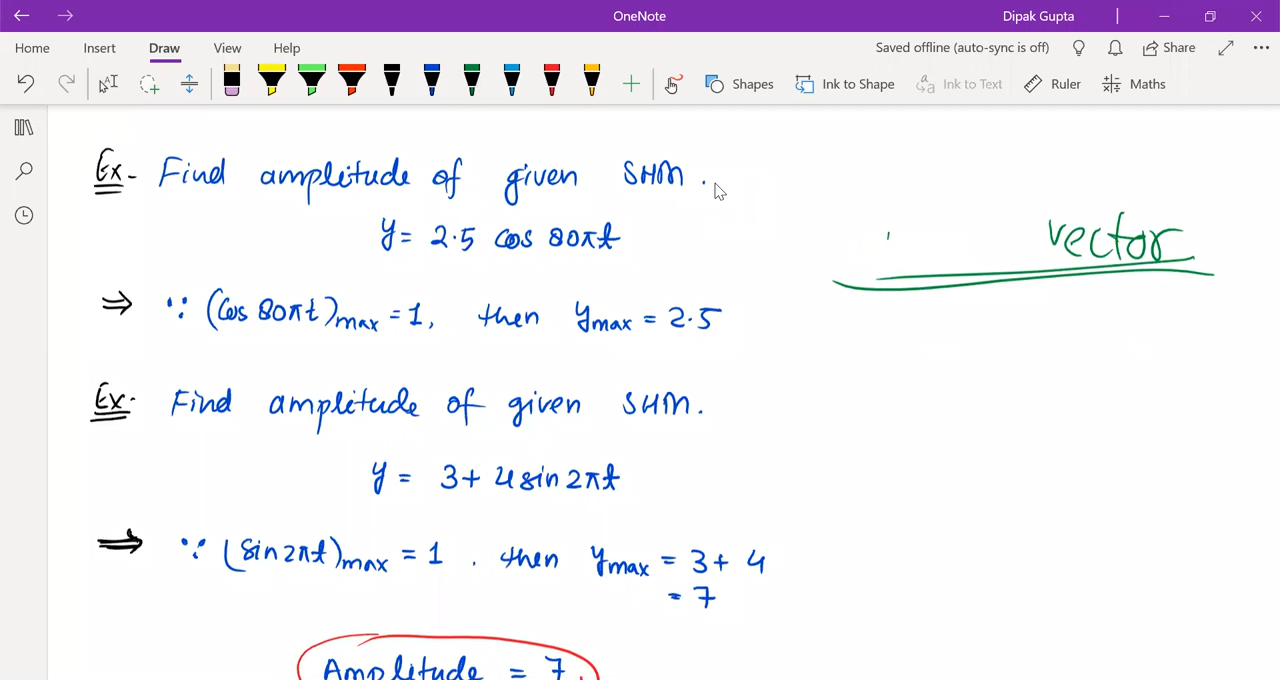 OneNote
Dipak Gupta
Home Insert Draw View Help
Saved offline (auto-sync is off)
Share
Shapes
Ink to Shape
Ink to Text
Ruler
Maths
Ex- Find amplitude of given SHM.
y = 2.5 cos 80πt
⇒ ∵ (cos 80πt)max = 1, then ymax = 2.5
vector
Ex- Find amplitude of given SHM.
y = 3 + 4 sin 2πt
⇒ ∵ (sin 2πt)max = 1. then ymax = 3 + 4
= 7
Amplitude = 7.